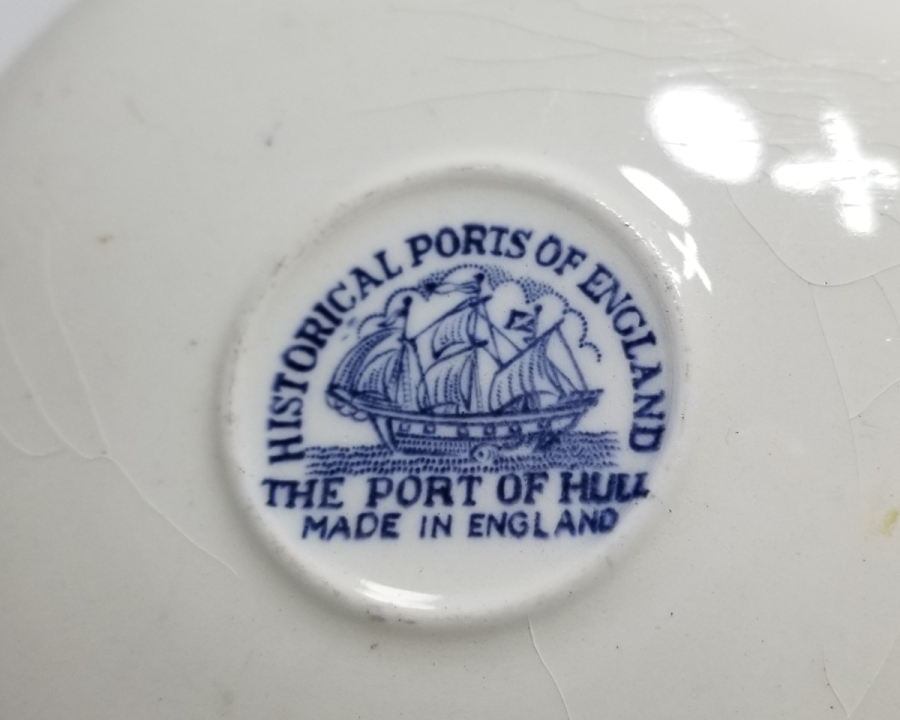 HISTORICAL PORTS OF ENGLAND
THE PORT OF HULL
MADE IN ENGLAND